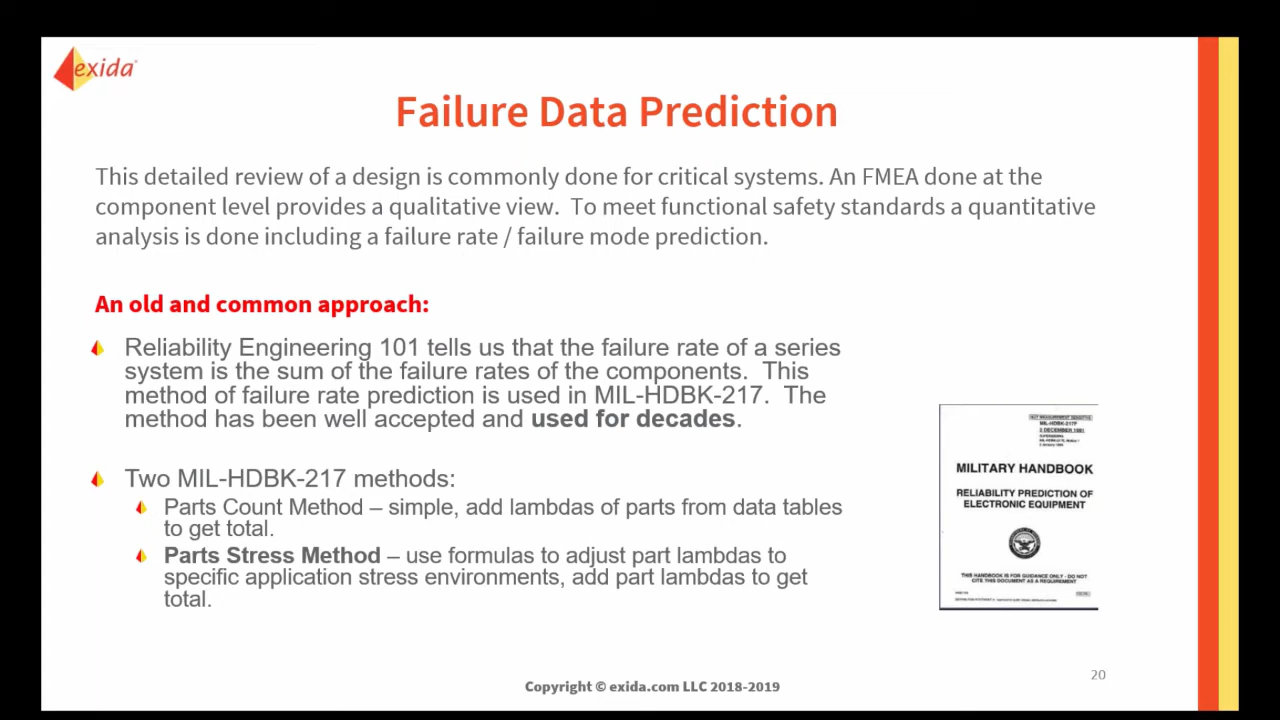 exida
Failure Data Prediction
This detailed review of a design is commonly done for critical systems. An FMEA done at the
component level provides a qualitative view.  To meet functional safety standards a quantitative
analysis is done including a failure rate / failure mode prediction.
An old and common approach:
Reliability Engineering 101 tells us that the failure rate of a series
system is the sum of the failure rates of the components.  This
method of failure rate prediction is used in MIL-HDBK-217.  The
method has been well accepted and used for decades.
Two MIL-HDBK-217 methods:
Parts Count Method – simple, add lambdas of parts from data tables
to get total.
Parts Stress Method – use formulas to adjust part lambdas to
specific application stress environments, add part lambdas to get
total.
NOT MEASUREMENT SENSITIVE
MIL-HDBK-217F
2 DECEMBER 1991
MILITARY HANDBOOK
RELIABILITY PREDICTION OF
ELECTRONIC EQUIPMENT
THIS HANDBOOK IS FOR GUIDANCE ONLY - DO NOT
CITE THIS DOCUMENT AS A REQUIREMENT
20
Copyright © exida.com LLC 2018-2019